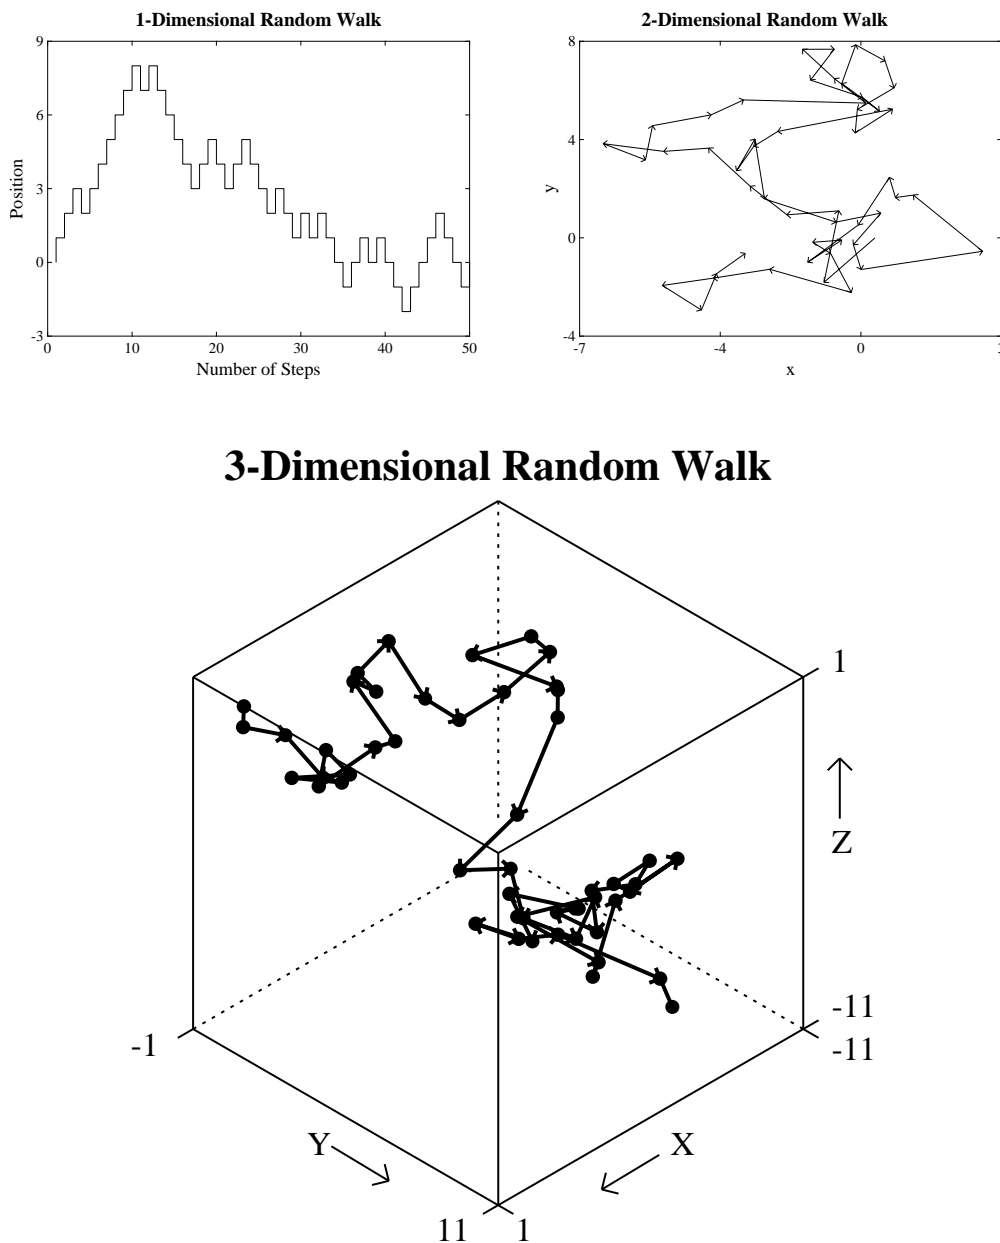 1-Dimensional Random Walk
9
6
3
0
-3
Position
0
10
20
30
40
50
Number of Steps
2-Dimensional Random Walk
8
4
0
-4
y
-7
-4
0
3
x
3-Dimensional Random Walk
1
Z
-11
-11
-1
Y
X
11
1